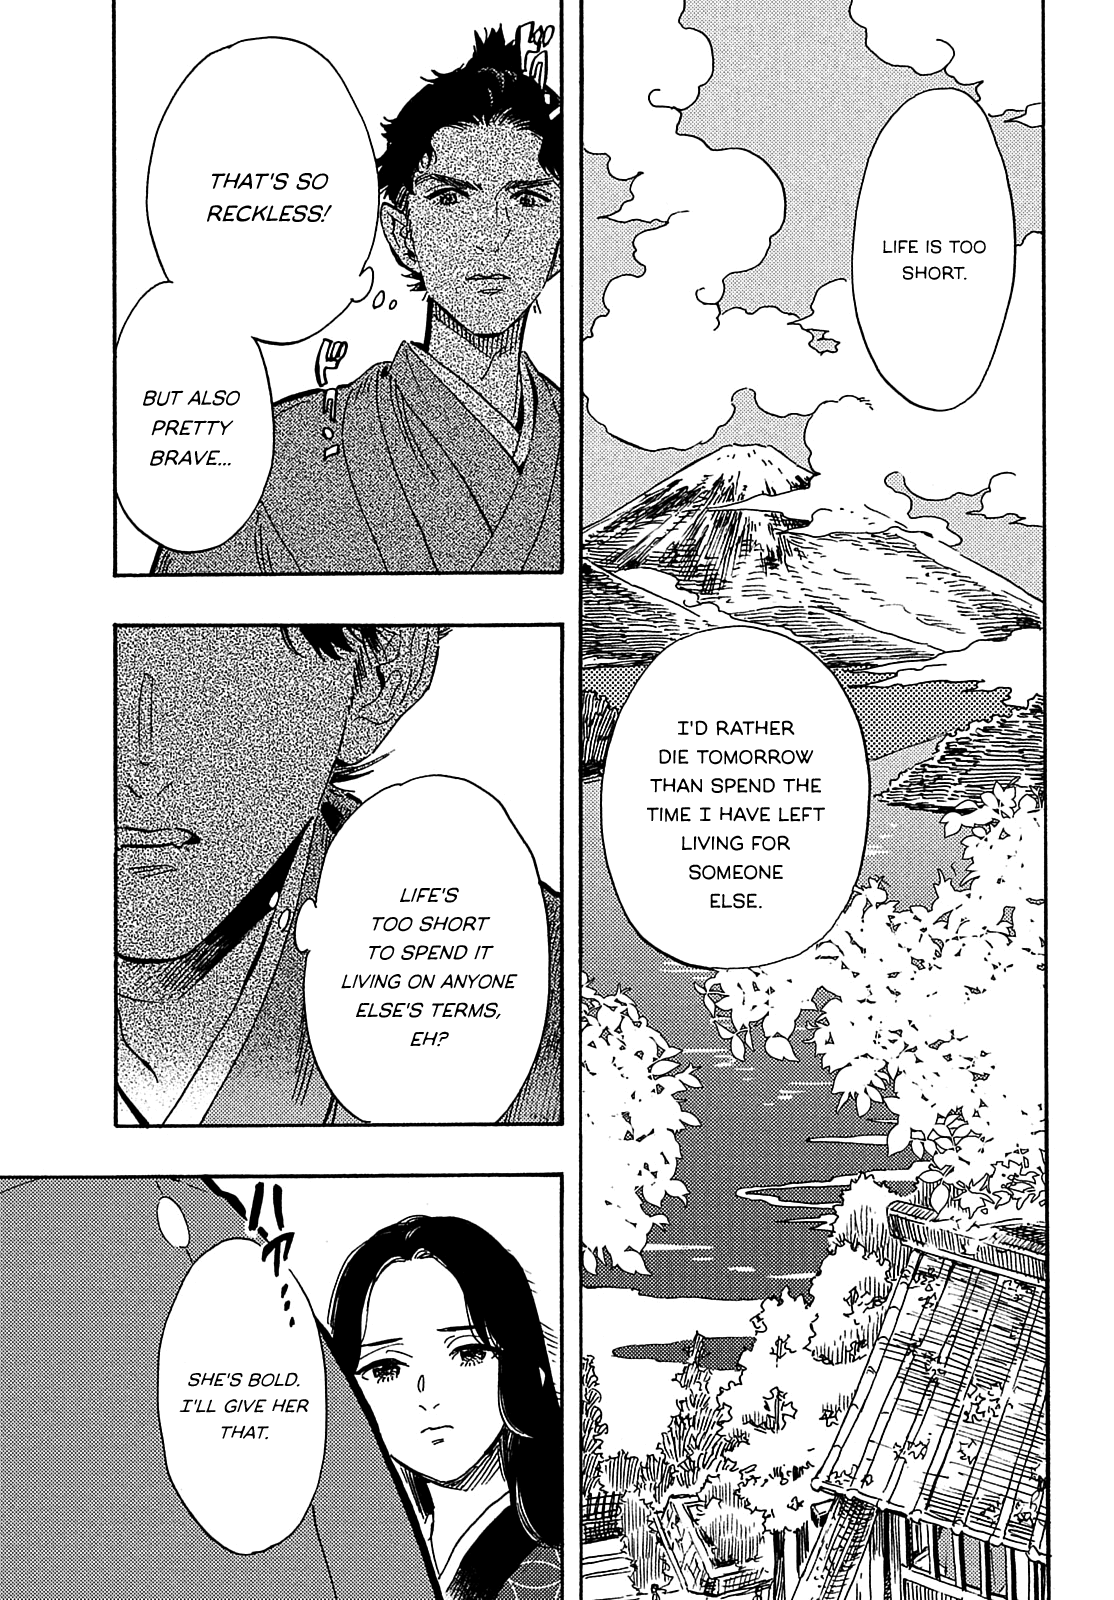 LIFE IS TOO
SHORT.
I'D RATHER
DIE TOMORROW
THAN SPEND THE
TIME I HAVE LEFT
LIVING FOR
SOMEONE
ELSE.
THAT'S SO
RECKLESS!
BUT ALSO
PRETTY
BRAVE...
LIFE'S
TOO SHORT
TO SPEND IT
LIVING ON ANYONE
ELSE'S TERMS,
EH?
SHE'S BOLD.
I'LL GIVE HER
THAT.